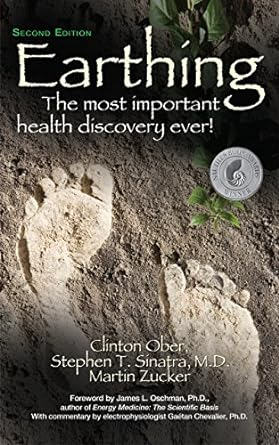 SECOND EDITION
Earthing
The most important
health discovery ever!
Clinton Ober
Stephen T. Sinatra, M.D.
Martin Zucker
Foreword by James L. Oschman, Ph.D.,
author of Energy Medicine: The Scientific Basis
With commentary by electrophysiologist Gaétan Chevalier, Ph.D.